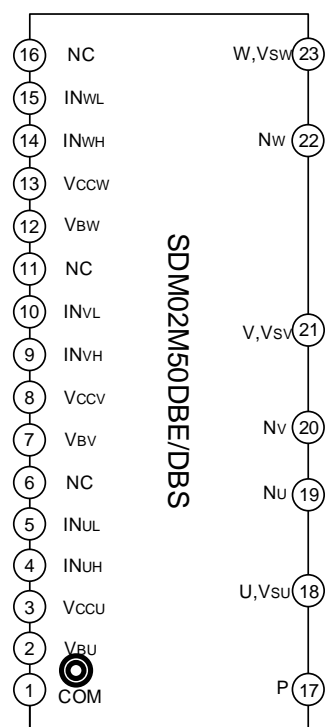 16 NC W,VSW 23
15 INWL
14 INWH NW 22
13 VCCW
12 VBW
11 NC
10 INVL V,VSV 21
9 INVH
8 VCCV
7 VBV NV 20
6 NC NU 19
5 INUL
4 INUH
3 VCCU U,VSU 18
2 VBU
1 COM P 17
SDM02M50DBE/DBS